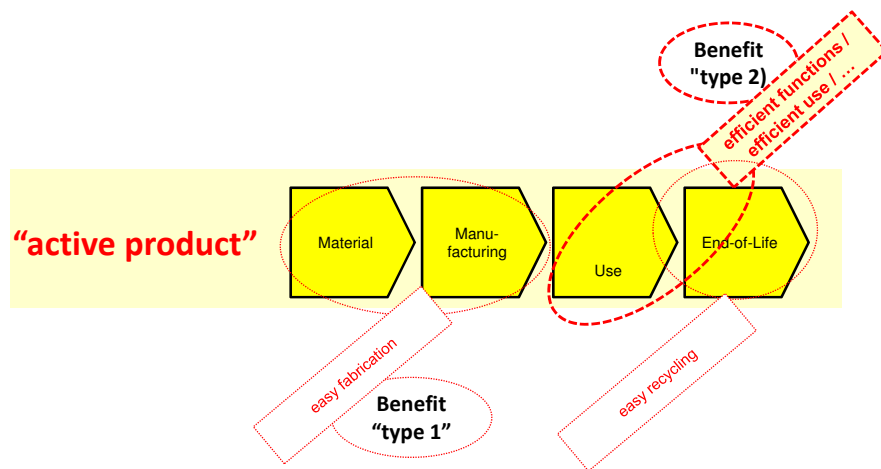 Benefit
"type 2)
efficient functions /
efficient use / ...
“active product”
Material
Manu-
facturing
Use
End-of-Life
easy fabrication
Benefit
“type 1”
easy recycling